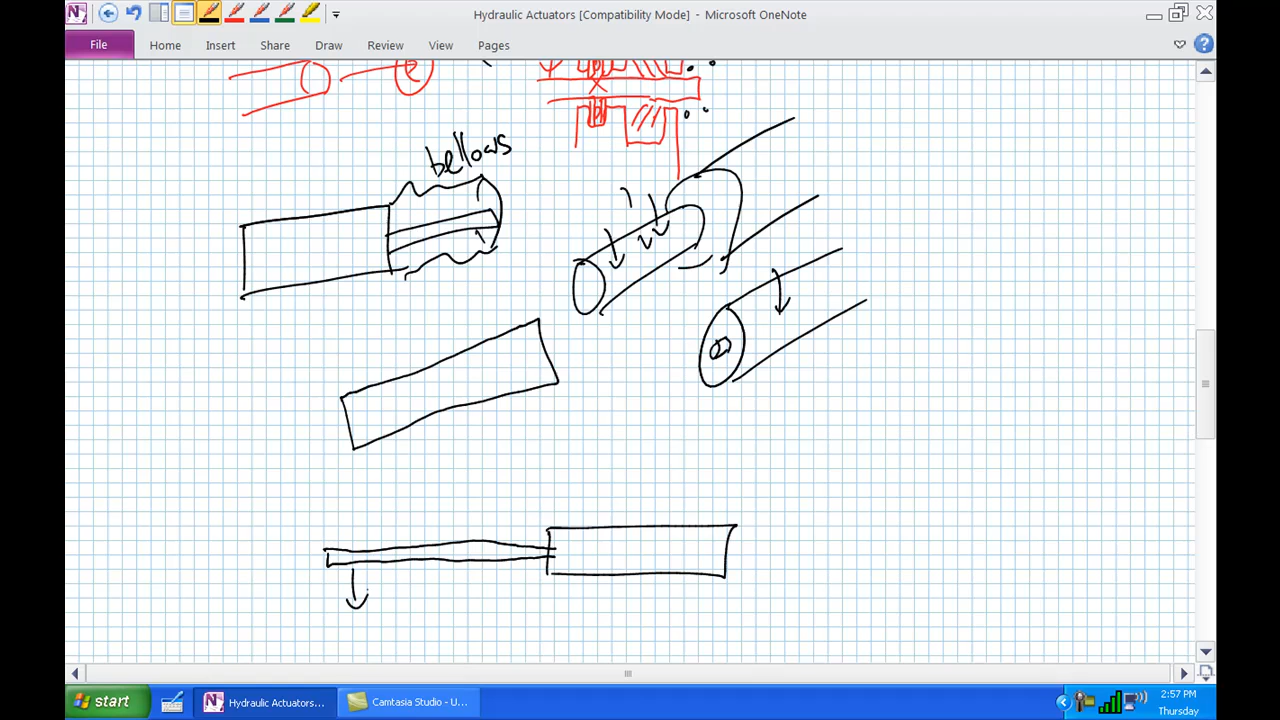 Hydraulic Actuators [Compatibility Mode] - Microsoft OneNote
File Home Insert Share Draw Review View Pages
bellows
start
Hydraulic Actuators...
Camtasia Studio - U...
2:57 PM
Thursday